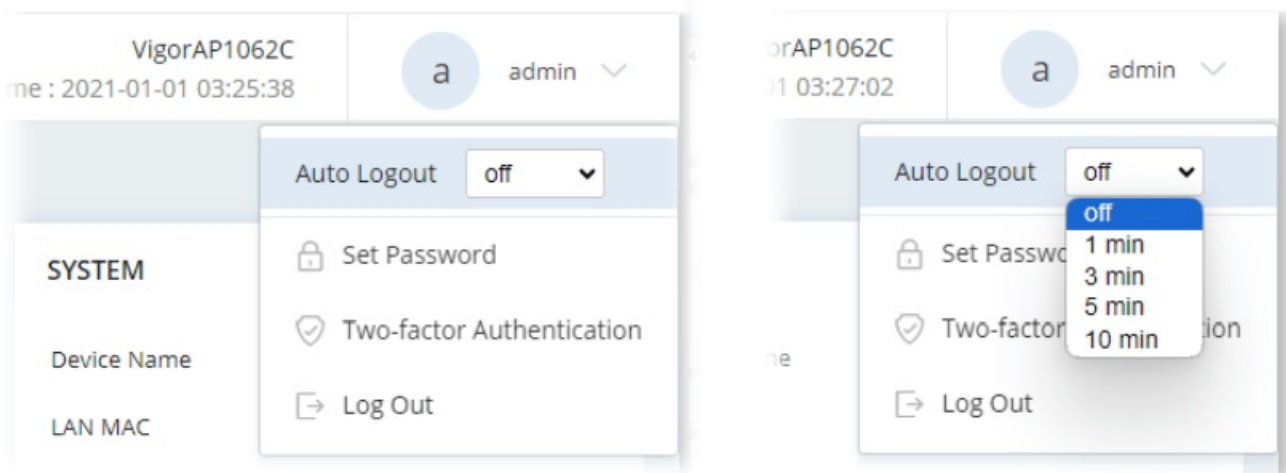 VigorAP1062C
me : 2021-01-01 03:25:38
a
admin
Auto Logout
off
SYSTEM
Set Password
Two-factor Authentication
Device Name
Log Out
LAN MAC
orAP1062C
01 03:27:02
a
admin
Auto Logout
off
off
1 min
Set Passwo
3 min
5 min
Two-factor
tion
10 min
ne
Log Out